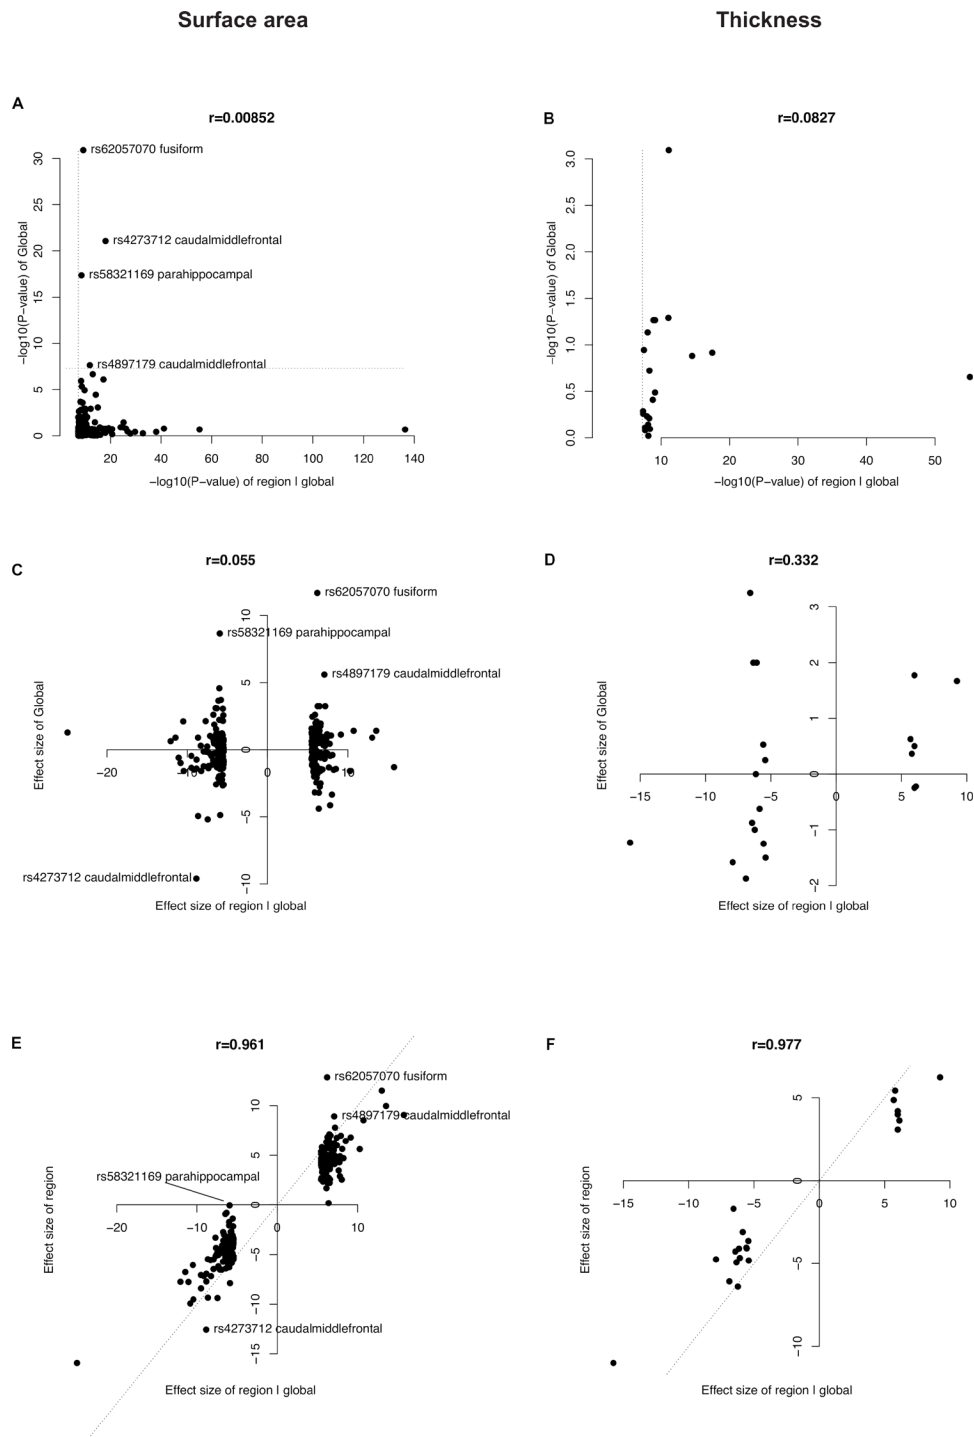 Surface area
Thickness
A
r=0.00852
−log10(P−value) of Global
30
25
20
15
10
5
0
rs62057070 fusiform
rs4273712 caudalmiddlefrontal
rs58321169 parahippocampal
rs4897179 caudalmiddlefrontal
20 40 60 80 100 120 140
−log10(P−value) of region | global
B
r=0.0827
−log10(P−value) of Global
3.0
2.5
2.0
1.5
1.0
0.5
0.0
10 20 30 40 50
−log10(P−value) of region | global
C
r=0.055
Effect size of Global
rs62057070 fusiform
10
rs58321169 parahippocampal
rs4897179 caudalmiddlefrontal
5
0
−20 −10 0 10
−5
rs4273712 caudalmiddlefrontal
−10
Effect size of region | global
D
r=0.332
Effect size of Global
3
2
1
0
−15 −10 −5 0 5 10
−1
−2
Effect size of region | global
E
r=0.961
Effect size of region
rs62057070 fusiform
10
rs4897179 caudalmiddlefrontal
5
rs58321169 parahippocampal
0
−20 −10 0 10
−5
−10
rs4273712 caudalmiddlefrontal
−15
Effect size of region | global
F
r=0.977
Effect size of region
5
0
−15 −10 −5 0 5 10
−5
−10
Effect size of region | global